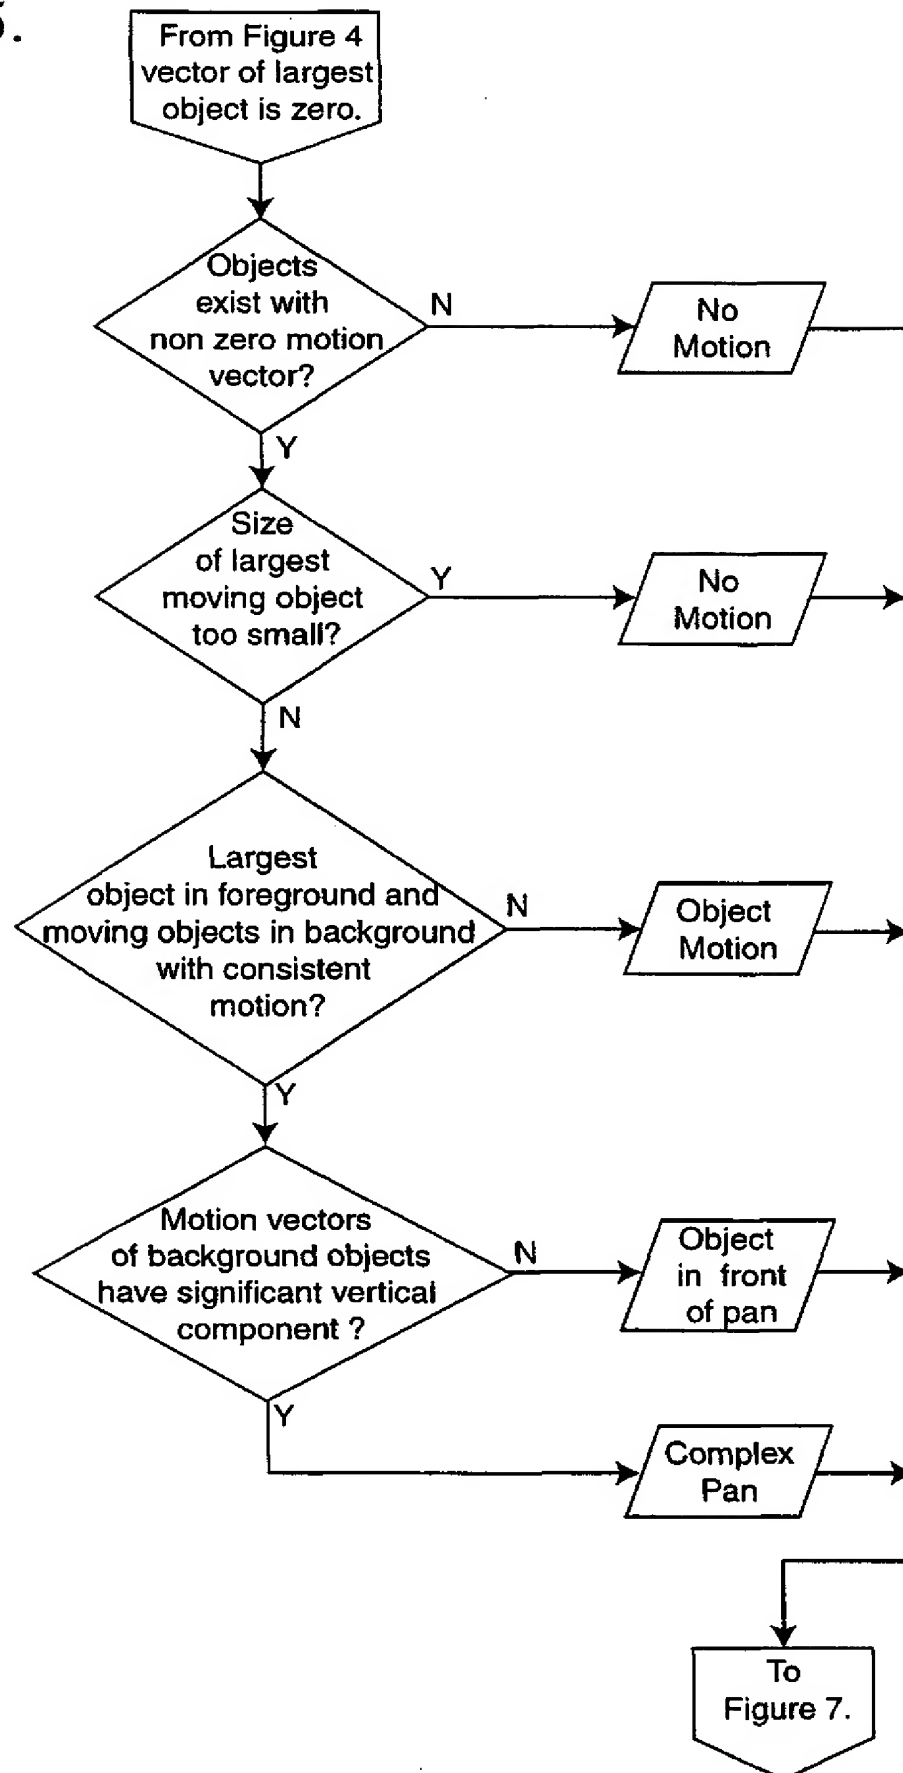 5.
From Figure 4
vector of largest
object is zero.
Objects
exist with
non zero motion
vector?
N
No
Motion
Y
Size
of largest
moving object
too small?
Y
No
Motion
N
Largest
object in foreground and
moving objects in background
with consistent
motion?
N
Object
Motion
Y
Motion vectors
of background objects
have significant vertical
component ?
N
Object
in front
of pan
Y
Complex
Pan
To
Figure 7.